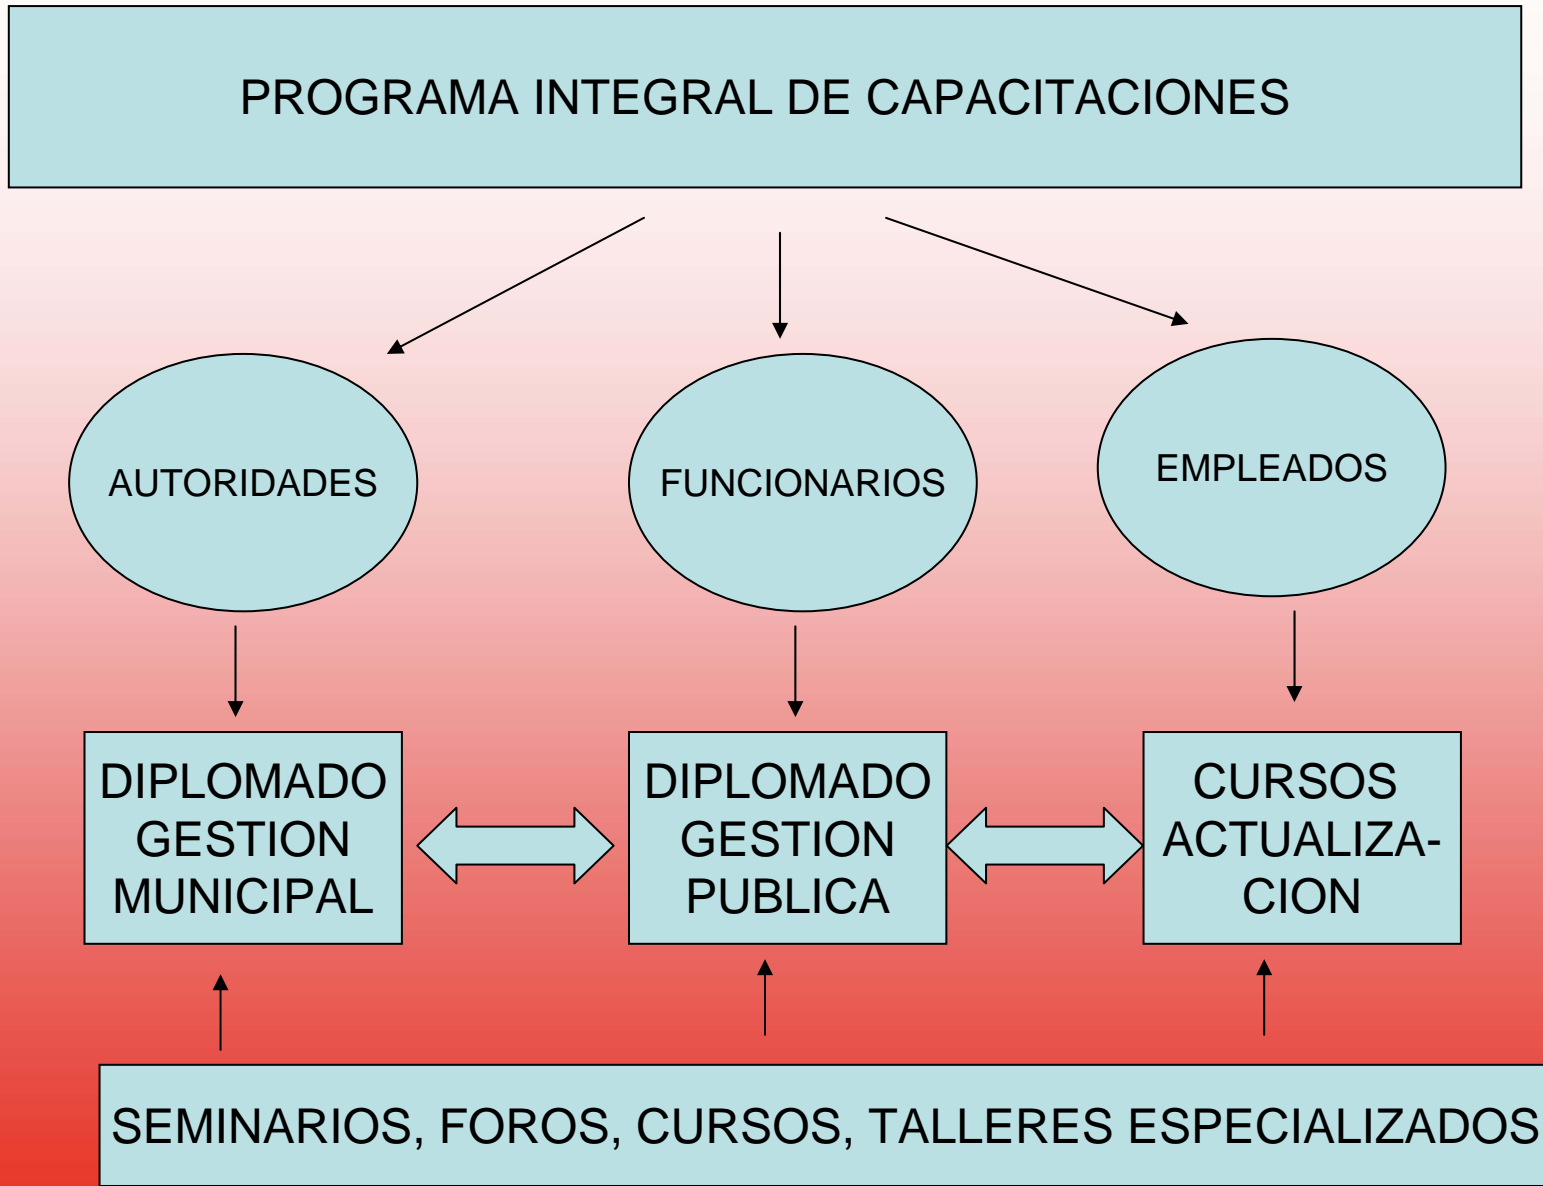 PROGRAMA INTEGRAL DE CAPACITACIONES
AUTORIDADES
FUNCIONARIOS
EMPLEADOS
DIPLOMADO
GESTION
MUNICIPAL
DIPLOMADO
GESTION
PUBLICA
CURSOS
ACTUALIZA-
CION
SEMINARIOS, FOROS, CURSOS, TALLERES ESPECIALIZADOS